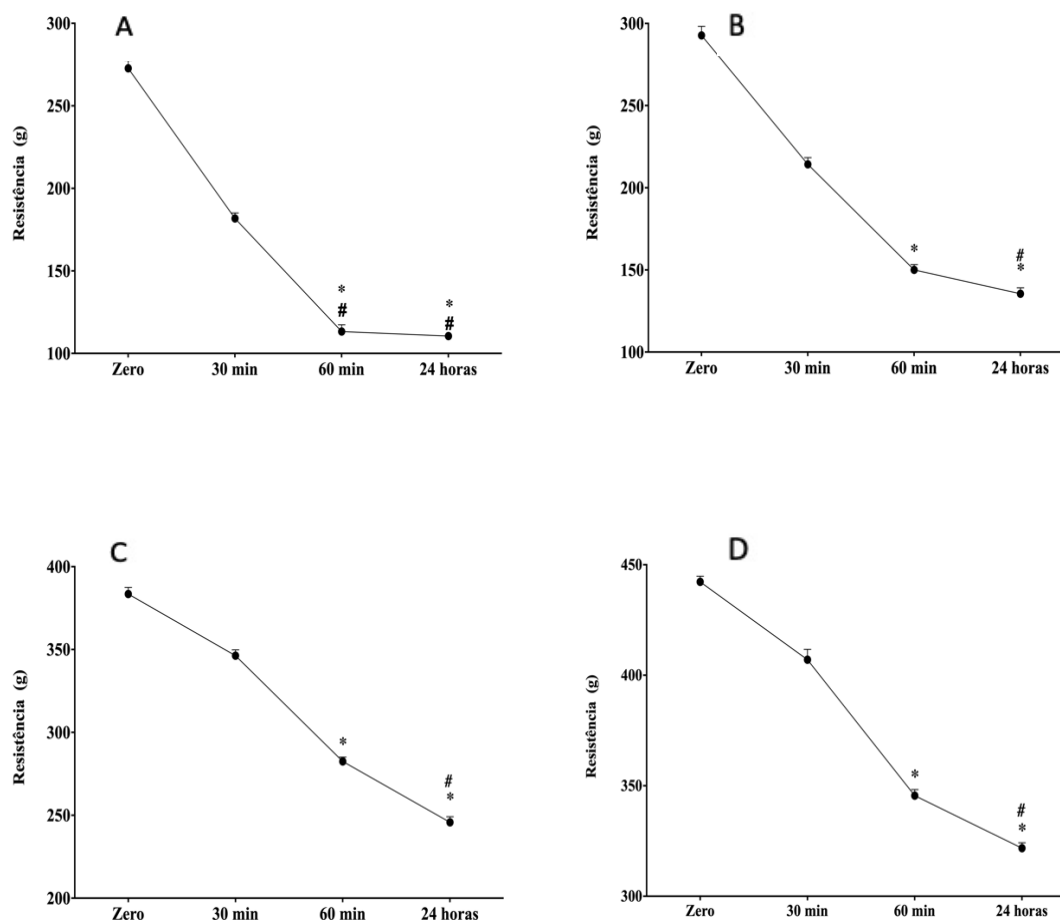 A
Resistência (g)
300
250
200
150
100
*
#
*
#
Zero 30 min 60 min 24 horas
B
Resistência (g)
300
250
200
150
100
*
#
*
Zero 30 min 60 min 24 horas
C
Resistência (g)
400
350
300
250
200
*
#
*
Zero 30 min 60 min 24 horas
D
Resistência (g)
450
400
350
300
*
#
*
Zero 30 min 60 min 24 horas